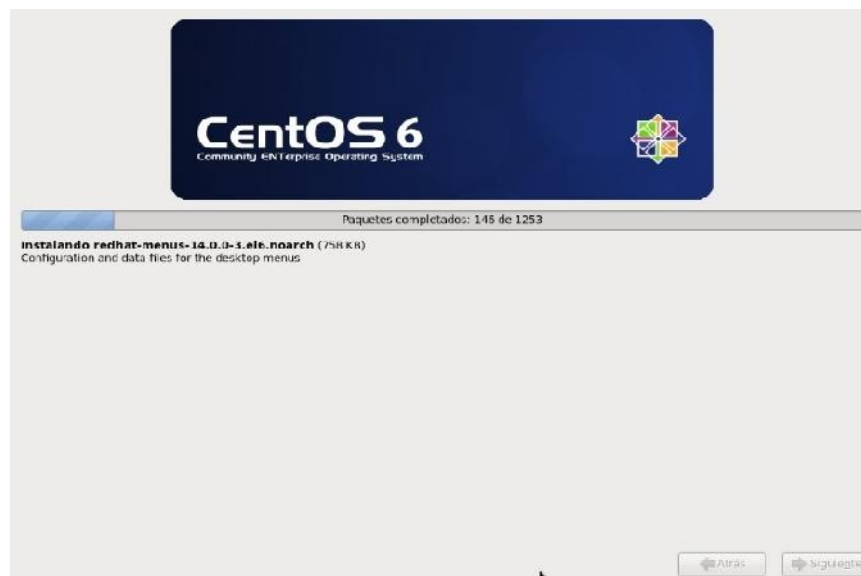 CentOS 6
Community ENTerprise Operating System
Paquetes completados: 146 de 1253
Instalando redhat-menus-14.0.0-3.el6.noarch (758 KB)
Configuration and data files for the desktop menus
Atrás
Siguiente